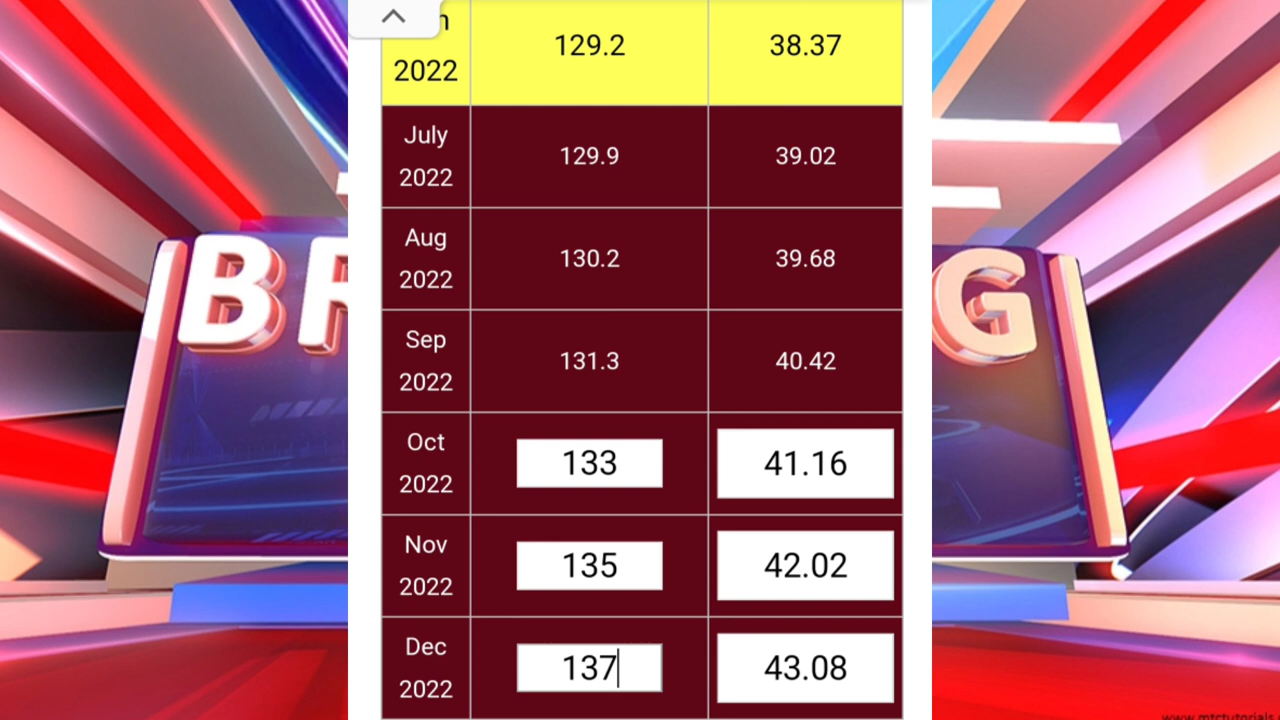 2022 129.2 38.37
July
2022 129.9 39.02
Aug
2022 130.2 39.68
Sep
2022 131.3 40.42
Oct
2022 133 41.16
Nov
2022 135 42.02
Dec
2022 137 43.08
B
G
www.mtctutorials.c